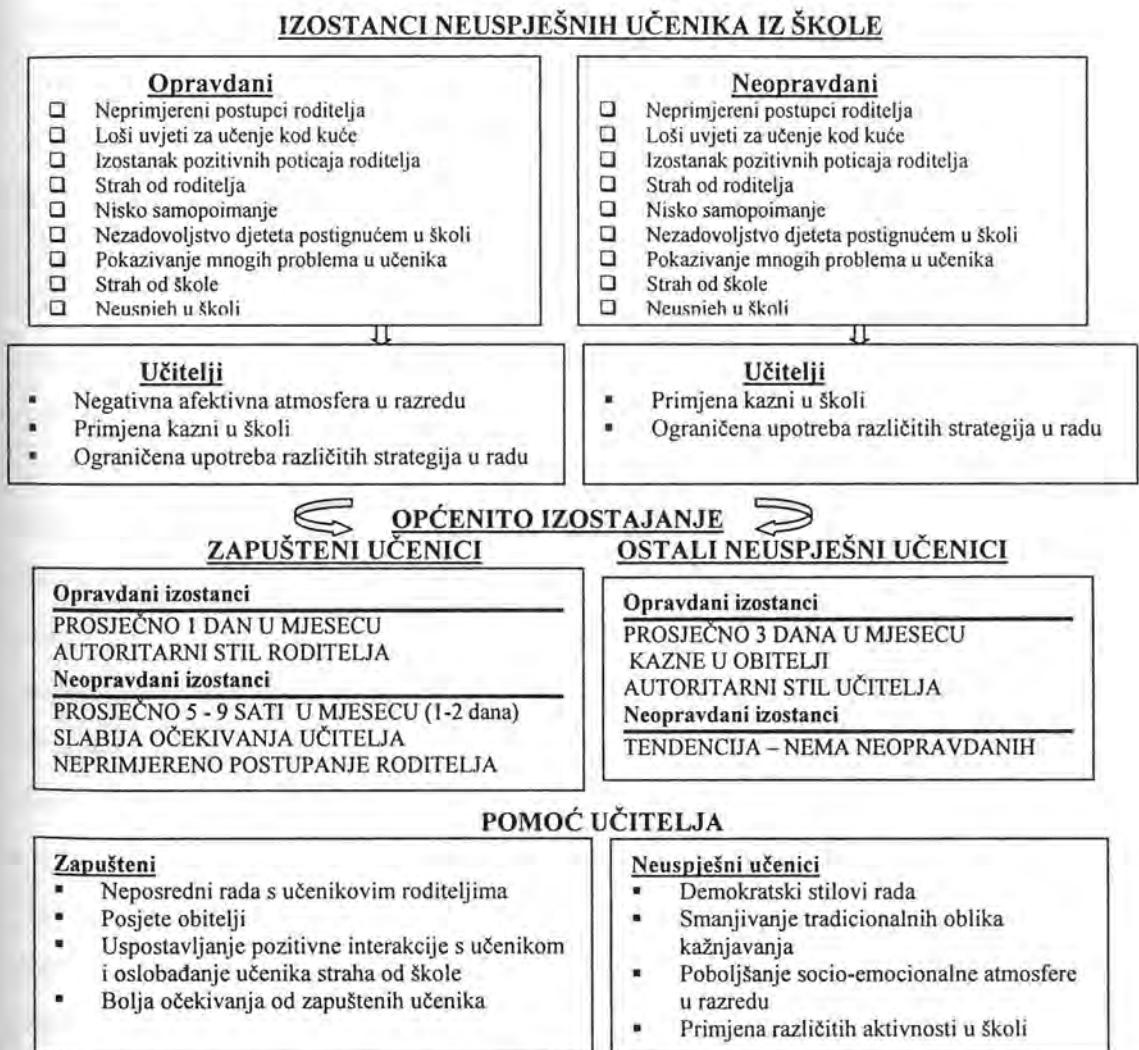 IZOSTANCI NEUSPJEŠNIH UČENIKA IZ ŠKOLE
Opravdani
❑ Neprimjereni postupci roditelja
❑ Loši uvjeti za učenje kod kuće
❑ Izostanak pozitivnih poticaja roditelja
❑ Strah od roditelja
❑ Nisko samopoimanje
❑ Nezadovoljstvo djeteta postignućem u školi
❑ Pokazivanje mnogih problema u učenika
❑ Strah od škole
❑ Neuspjeh u školi
Neopravdani
❑ Neprimjereni postupci roditelja
❑ Loši uvjeti za učenje kod kuće
❑ Izostanak pozitivnih poticaja roditelja
❑ Strah od roditelja
❑ Nisko samopoimanje
❑ Nezadovoljstvo djeteta postignućem u školi
❑ Pokazivanje mnogih problema u učenika
❑ Strah od škole
❑ Neuspjeh u školi
Učitelji
▪ Negativna afektivna atmosfera u razredu
▪ Primjena kazni u školi
▪ Ograničena upotreba različitih strategija u radu
Učitelji
▪ Primjena kazni u školi
▪ Ograničena upotreba različitih strategija u radu
OPĆENITO IZOSTAJANJE
ZAPUŠTENI UČENICI
Opravdani izostanci
PROSJEČNO 1 DAN U MJESECU
AUTORITARNI STIL RODITELJA
Neopravdani izostanci
PROSJEČNO 5 - 9 SATI U MJESECU (1-2 dana)
SLABIJA OČEKIVANJA UČITELJA
NEPRIMJERENO POSTUPANJE RODITELJA
OSTALI NEUSPJEŠNI UČENICI
Opravdani izostanci
PROSJEČNO 3 DANA U MJESECU
KAZNE U OBITELJI
AUTORITARNI STIL UČITELJA
Neopravdani izostanci
TENDENCIJA – NEMA NEOPRAVDANIH
POMOĆ UČITELJA
Zapušteni
▪ Neposredni rada s učenikovim roditeljima
▪ Posjete obitelji
▪ Uspostavljanje pozitivne interakcije s učenikom
i oslobađanje učenika straha od škole
▪ Bolja očekivanja od zapuštenih učenika
Neuspješni učenici
▪ Demokratski stilovi rada
▪ Smanjivanje tradicionalnih oblika
kažnjavanja
▪ Poboljšanje socio-emocionalne atmosfere
u razredu
▪ Primjena različitih aktivnosti u školi